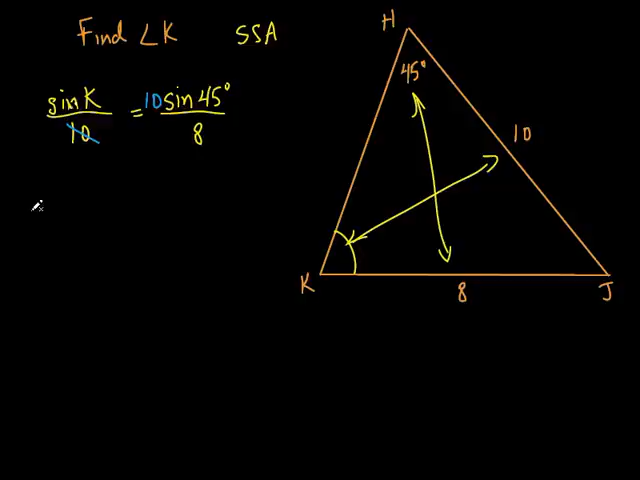 Find ∠K SSA
sin K / 10 = 10 sin 45° / 8
H
45°
10
K
8
J